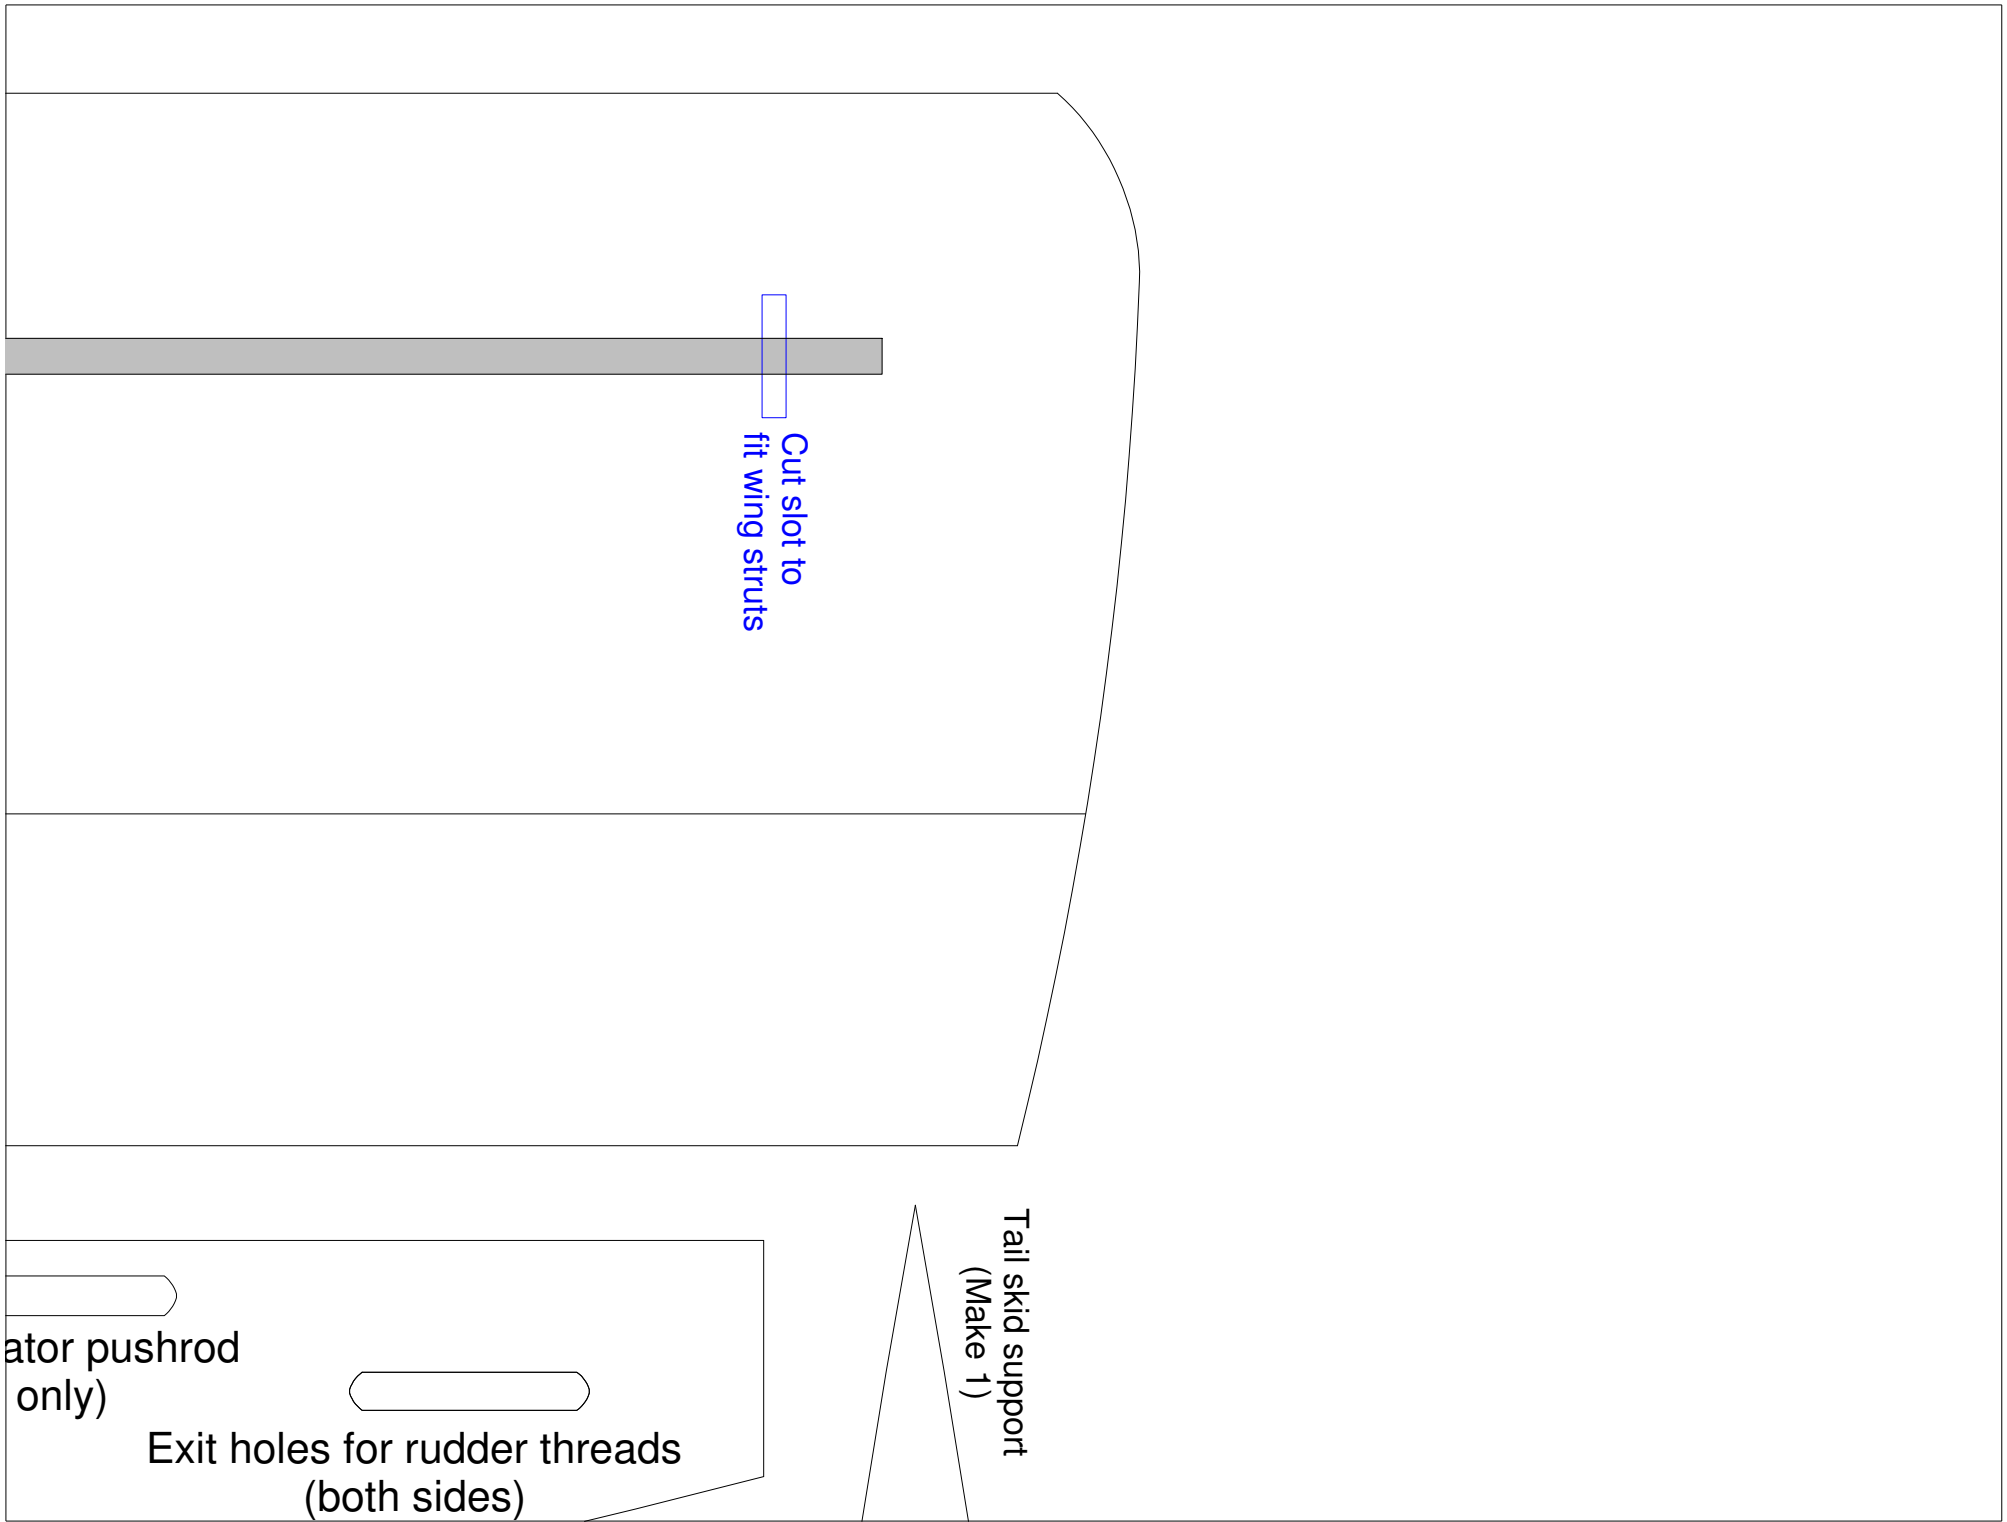 Cut slot to
fit wing struts
Tail skid support
(Make 1)
ator pushrod
only)
Exit holes for rudder threads
(both sides)